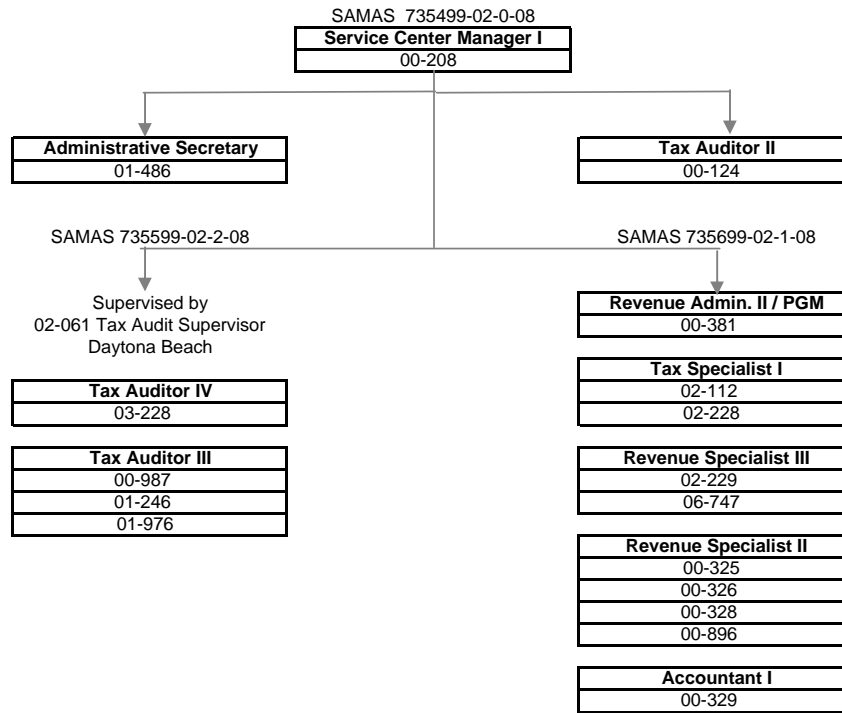 SAMAS  735499-02-0-08
Service Center Manager I
00-208
Administrative Secretary
01-486
Tax Auditor II
00-124
SAMAS 735599-02-2-08
Supervised by
02-061 Tax Audit Supervisor
Daytona Beach
Tax Auditor IV
03-228
Tax Auditor III
00-987
01-246
01-976
SAMAS 735699-02-1-08
Revenue Admin. II / PGM
00-381
Tax Specialist I
02-112
02-228
Revenue Specialist III
02-229
06-747
Revenue Specialist II
00-325
00-326
00-328
00-896
Accountant I
00-329